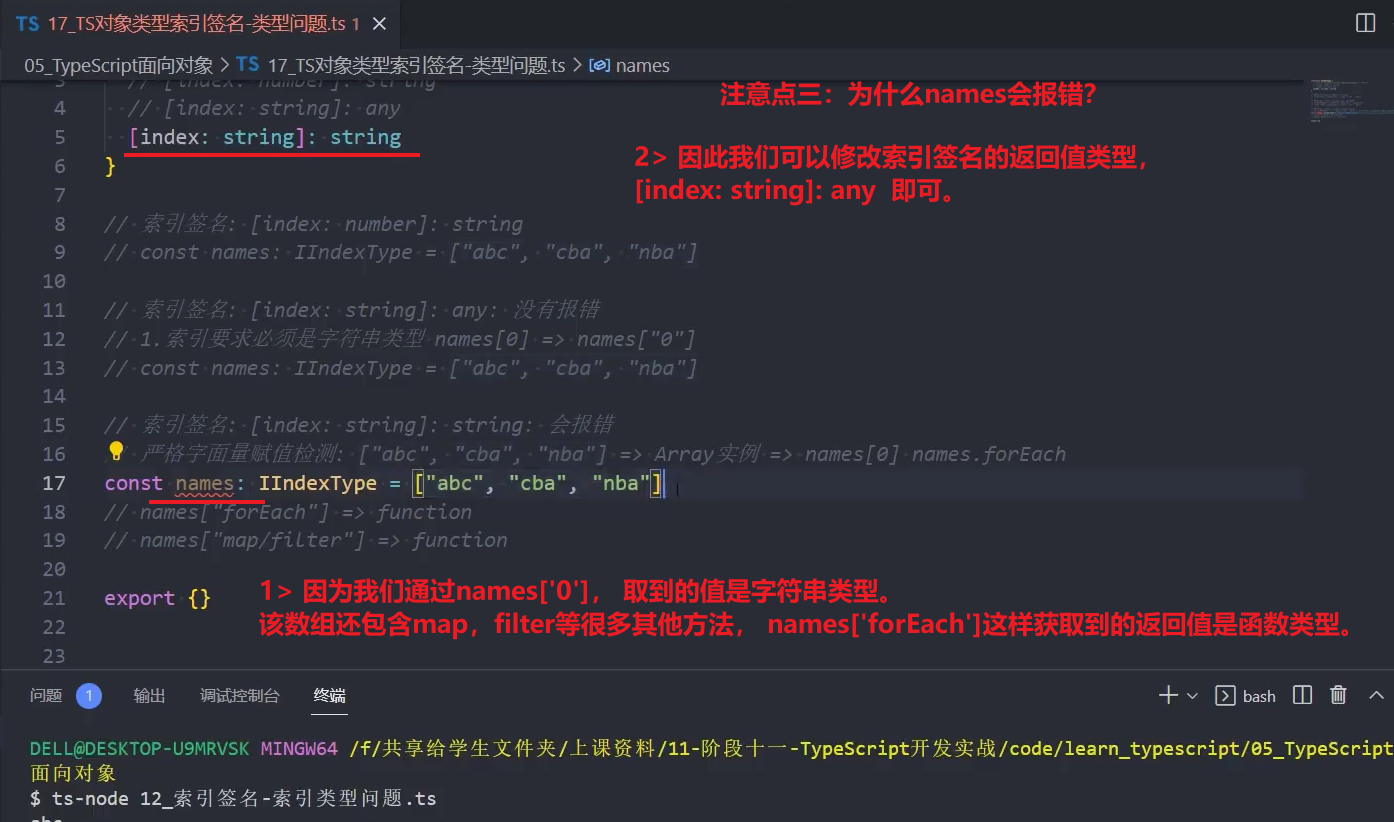 TS 17_TS对象类型索引签名-类型问题.ts 1
05_TypeScript面向对象 > TS 17_TS对象类型索引签名-类型问题.ts > names
3 // [index: number]: string
4 // [index: string]: any
5 [index: string]: string
6 }
7
8 // 索引签名: [index: number]: string
9 // const names: IIndexType = ["abc", "cba", "nba"]
10
11 // 索引签名: [index: string]: any: 没有报错
12 // 1.索引要求必须是字符串类型 names[0] => names["0"]
13 // const names: IIndexType = ["abc", "cba", "nba"]
14
15 // 索引签名: [index: string]: string: 会报错
16 // 严格字面量赋值检测: ["abc", "cba", "nba"] => Array实例 => names[0] names.forEach
17 const names: IIndexType = ["abc", "cba", "nba"]
18 // names["forEach"] => function
19 // names["map/filter"] => function
20
21 export {}
22
23
注意点三：为什么names会报错？
2> 因此我们可以修改索引签名的返回值类型，
[index: string]: any 即可。
1> 因为我们通过names['0']， 取到的值是字符串类型。
该数组还包含map，filter等很多其他方法， names['forEach']这样获取到的返回值是函数类型。
问题 1 输出 调试控制台 终端 bash
DELL@DESKTOP-U9MRVSK MINGW64 /f/共享给学生文件夹/上课资料/11-阶段十一-TypeScript开发实战/code/learn_typescript/05_TypeScript
面向对象
$ ts-node 12_索引签名-索引类型问题.ts